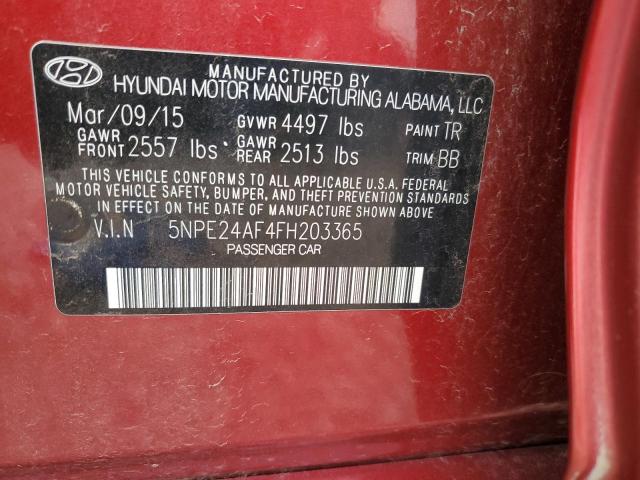 MANUFACTURED BY
HYUNDAI MOTOR MANUFACTURING ALABAMA, LLC
Mar/09/15 GVWR 4497 lbs PAINT TR
GAWR FRONT 2557 lbs GAWR REAR 2513 lbs TRIM BB
THIS VEHICLE CONFORMS TO ALL APPLICABLE U.S.A. FEDERAL
MOTOR VEHICLE SAFETY, BUMPER, AND THEFT PREVENTION STANDARDS
IN EFFECT ON THE DATE OF MANUFACTURE SHOWN ABOVE
V.I.N 5NPE24AF4FH203365
PASSENGER CAR